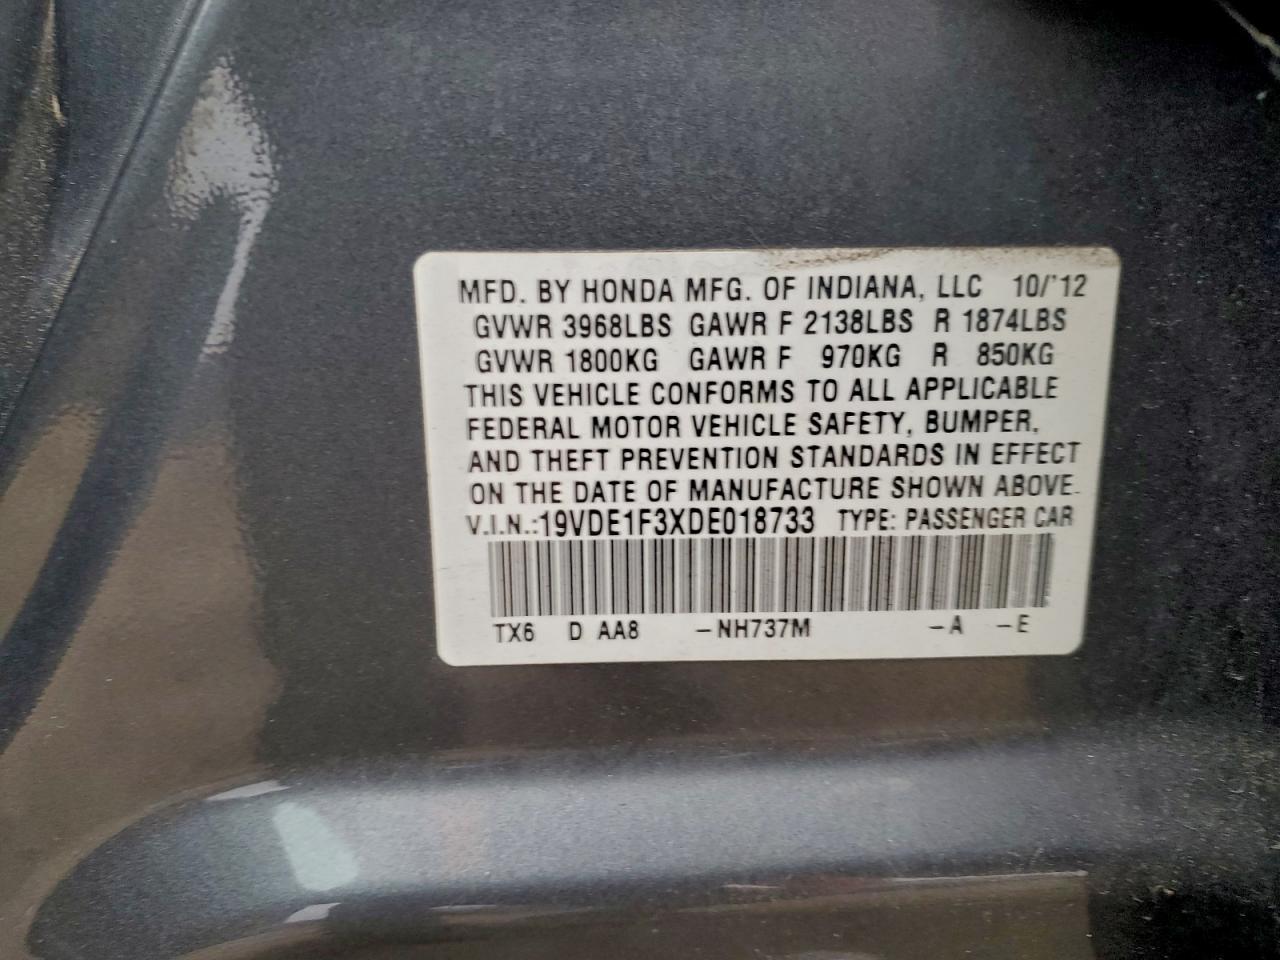 MFD. BY HONDA MFG. OF INDIANA, LLC 10/'12
GVWR 3968LBS GAWR F 2138LBS R 1874LBS
GVWR 1800KG GAWR F 970KG R 850KG
THIS VEHICLE CONFORMS TO ALL APPLICABLE
FEDERAL MOTOR VEHICLE SAFETY, BUMPER,
AND THEFT PREVENTION STANDARDS IN EFFECT
ON THE DATE OF MANUFACTURE SHOWN ABOVE.
V.I.N.:19VDE1F3XDE018733 TYPE: PASSENGER CAR
TX6 D AA8 -NH737M -A -E